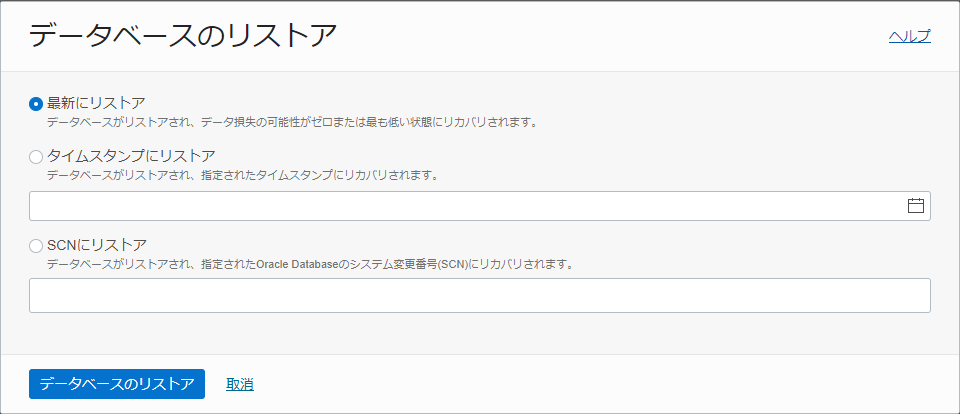 データベースのリストア
ヘルプ
最新にリストア
データベースがリストアされ、データ損失の可能性がゼロまたは最も低い状態にリカバリされます。
タイムスタンプにリストア
データベースがリストアされ、指定されたタイムスタンプにリカバリされます。
SCNにリストア
データベースがリストアされ、指定されたOracle Databaseのシステム変更番号(SCN)にリカバリされます。
データベースのリストア
取消